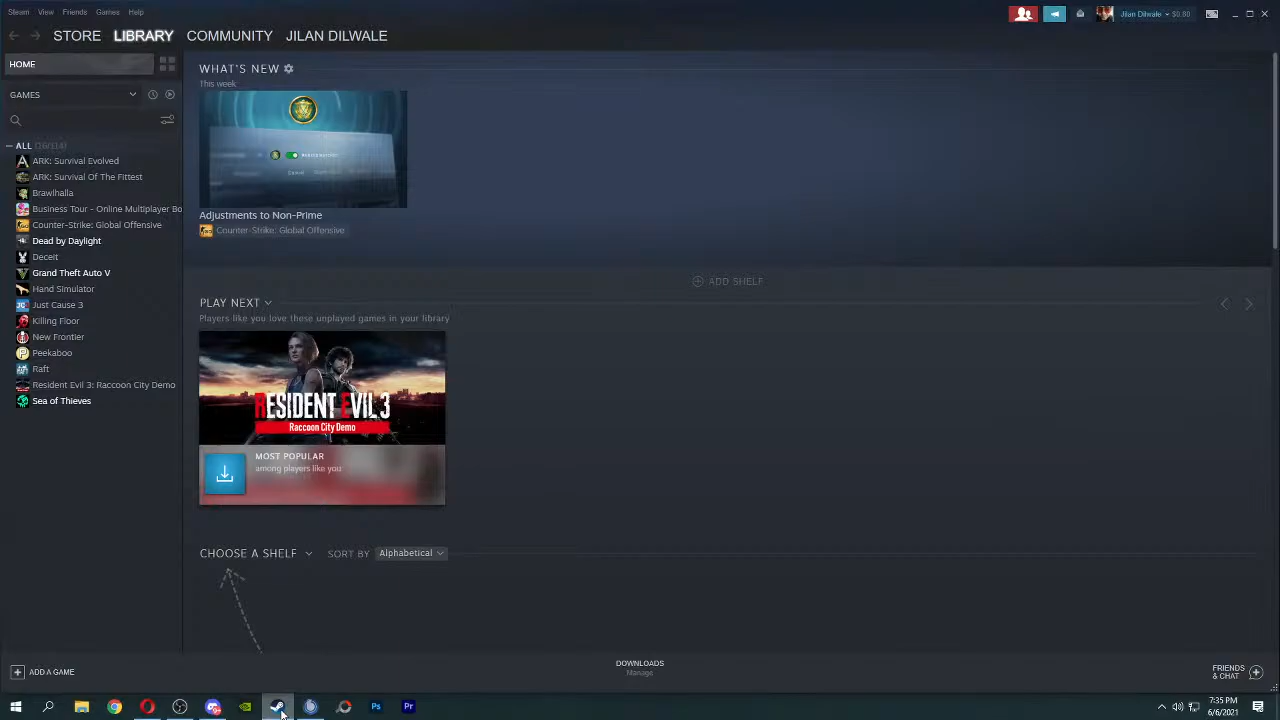 Steam View Friends Games Help
Jilan Dilwale $0.88
STORE LIBRARY COMMUNITY JILAN DILWALE
HOME
GAMES
ALL (16/114)
ARK: Survival Evolved
ARK: Survival Of The Fittest
Brawlhalla
Business Tour - Online Multiplayer Bo
Counter-Strike: Global Offensive
Dead by Daylight
Deceit
Grand Theft Auto V
Hand Simulator
Just Cause 3
Killing Floor
New Frontier
Peekaboo
Raft
Resident Evil 3: Raccoon City Demo
Sea of Thieves
WHAT'S NEW
This week
Adjustments to Non-Prime
Counter-Strike: Global Offensive
ADD SHELF
PLAY NEXT
Players like you love these unplayed games in your library
RESIDENT EVIL 3
Raccoon City Demo
MOST POPULAR
among players like you
CHOOSE A SHELF SORT BY Alphabetical
ADD A GAME
DOWNLOADS
Manage
FRIENDS
& CHAT
Ps Pr
7:35 PM
6/6/2021